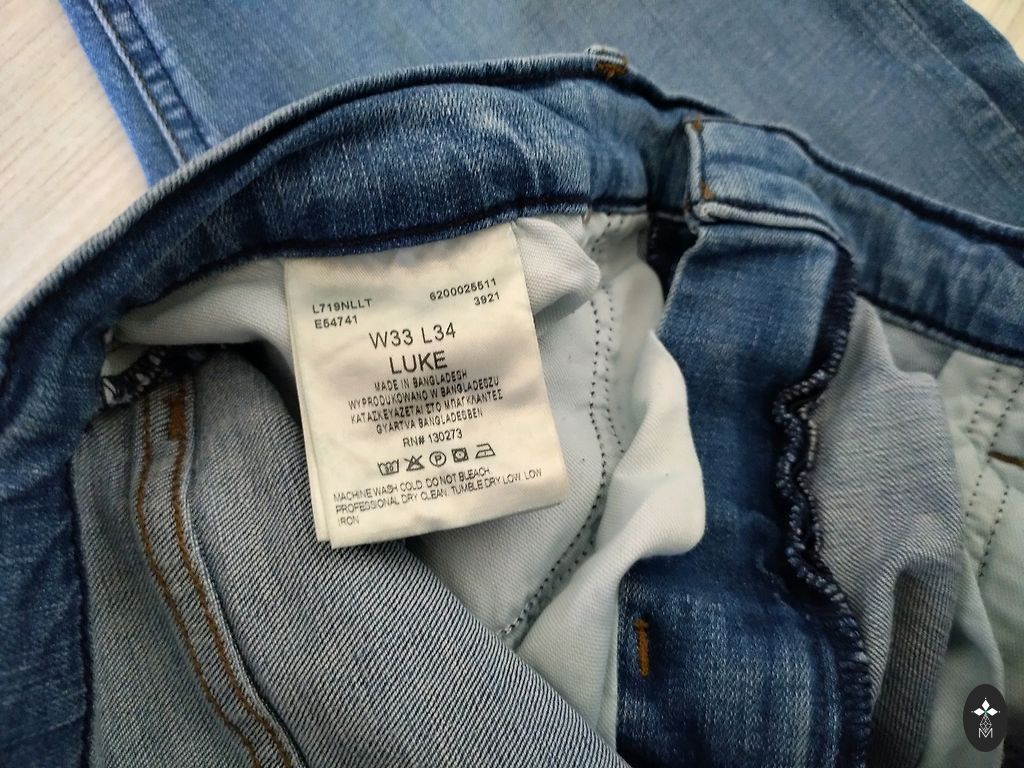 L719NLLT 6200025511
E54741 3921
W33 L34
LUKE
MADE IN BANGLADESH
WYPRODUKOWANO W BANGLADESZU
ΚΑΤΑΣΚΕΥΑΖΕΤΑΙ ΣΤΟ ΜΠΑΓΚΛΑΝΤΕΣ
GYARTVA BANGLADESBEN
RN# 130273
P
MACHINE WASH COLD. DO NOT BLEACH.
PROFESSIONAL DRY CLEAN. TUMBLE DRY LOW. LOW
IRON
M